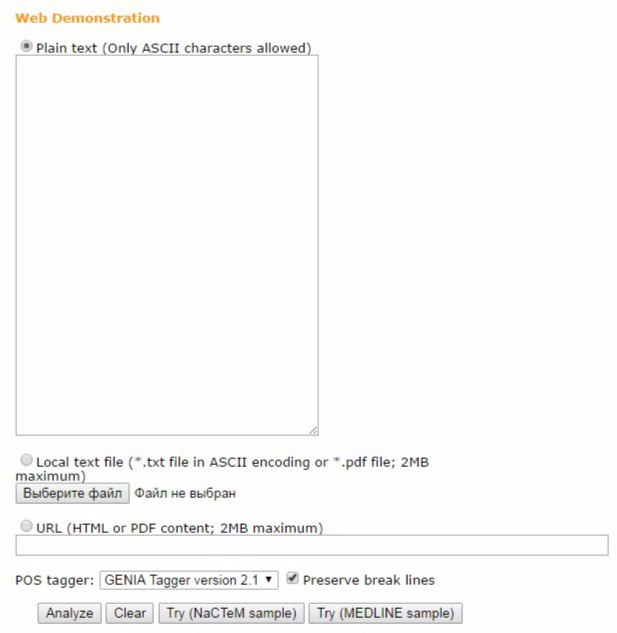 Web Demonstration
Plain text (Only ASCII characters allowed)
Local text file (*.txt file in ASCII encoding or *.pdf file; 2MB
maximum)
Выберите файл Файл не выбран
URL (HTML or PDF content; 2MB maximum)
POS tagger: GENIA Tagger version 2.1 Preserve break lines
Analyze Clear Try (NaCTeM sample) Try (MEDLINE sample)